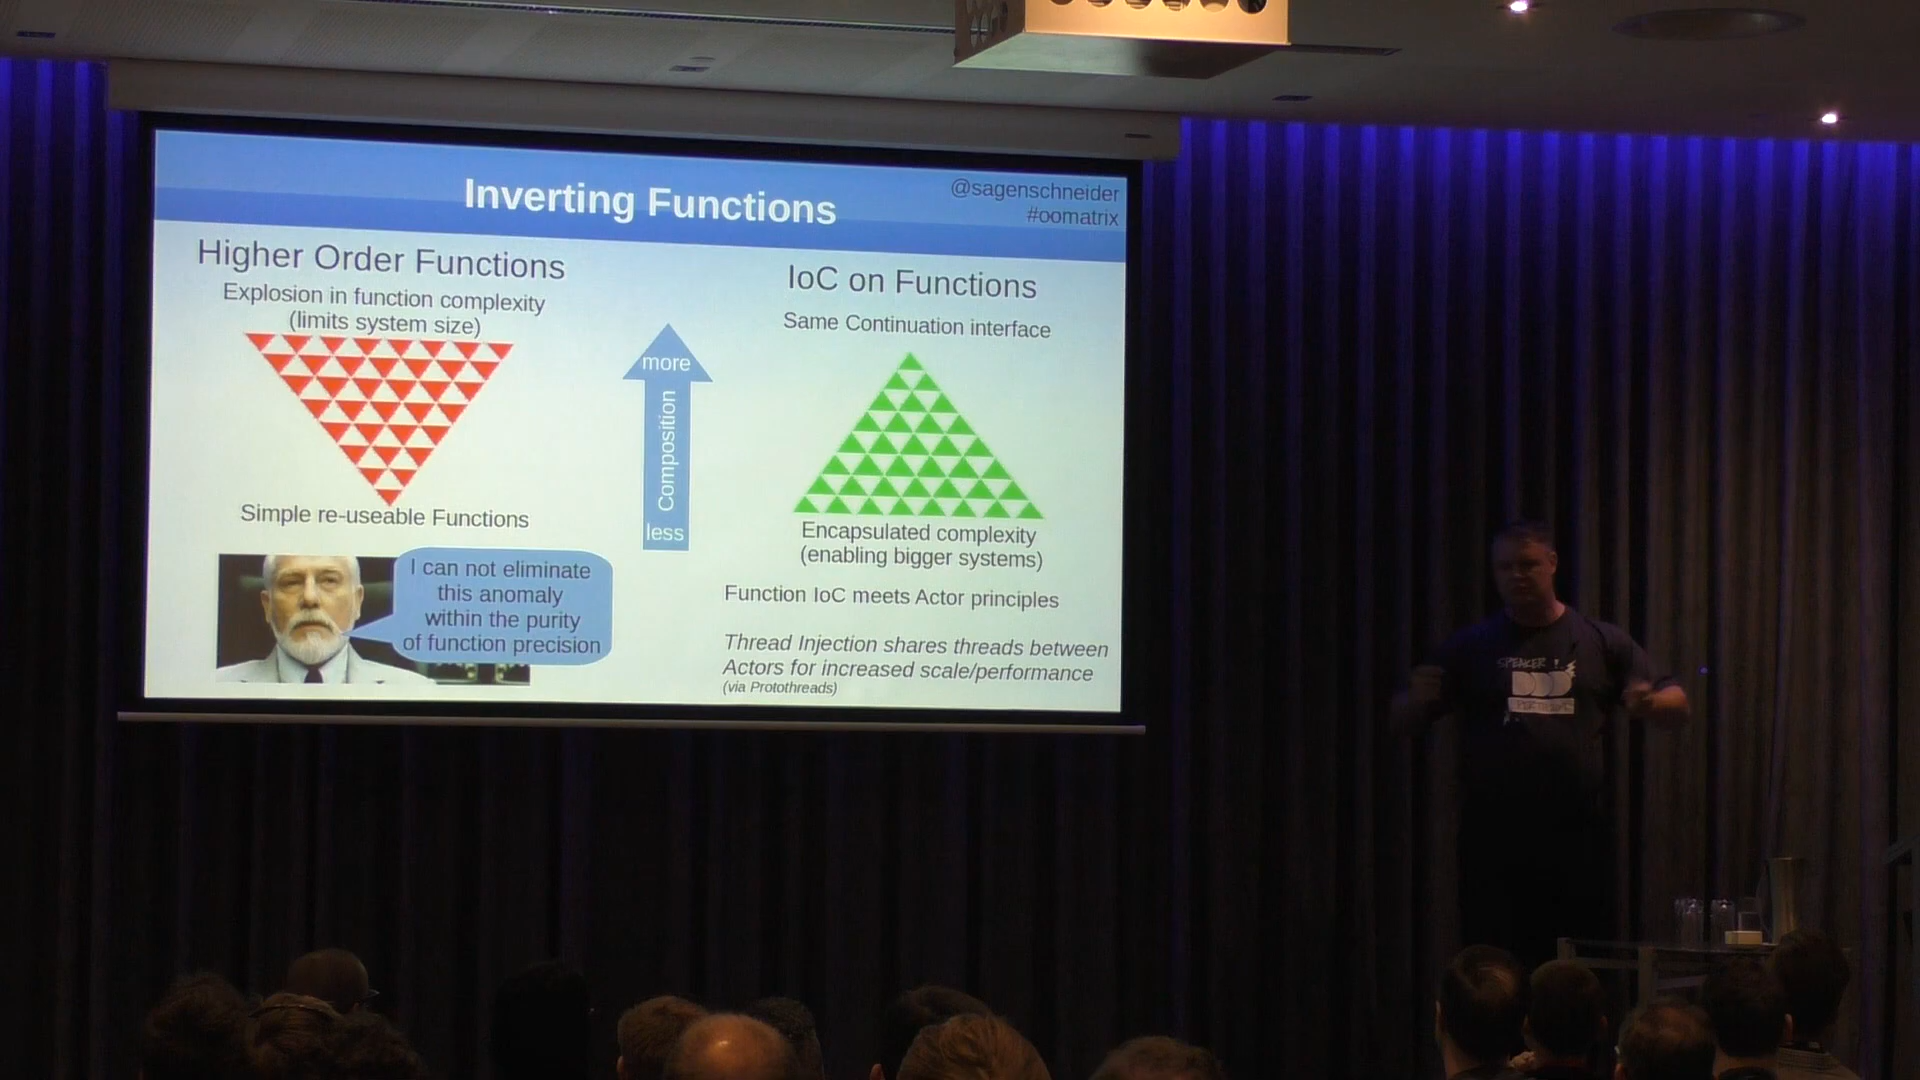 Inverting Functions
@sagenschneider
#oomatrix
Higher Order Functions
Explosion in function complexity
(limits system size)
Simple re-useable Functions
I can not eliminate
this anomaly
within the purity
of function precision
more
Composition
less
IoC on Functions
Same Continuation interface
Encapsulated complexity
(enabling bigger systems)
Function IoC meets Actor principles
Thread Injection shares threads between
Actors for increased scale/performance
(via Protothreads)
SPEAKER
DDD
PERTH